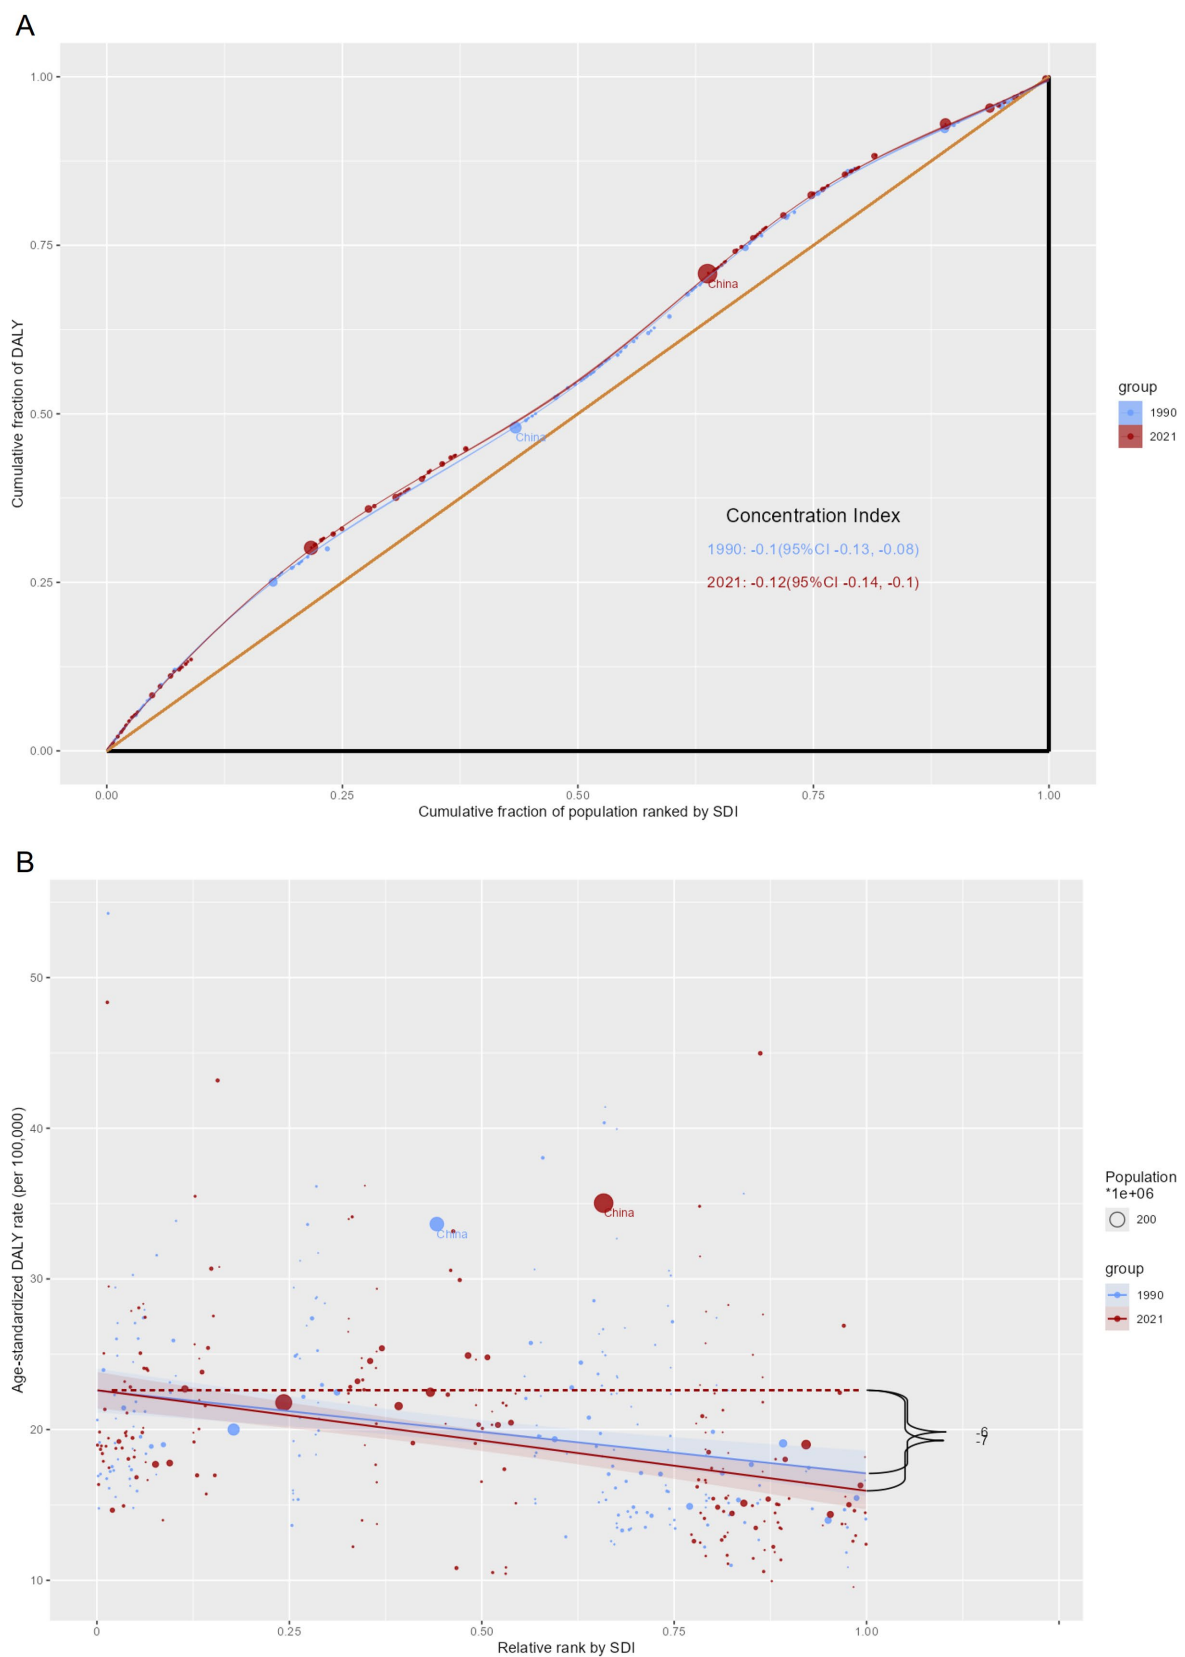 A
1.00
0.75
0.50
0.25
0.00
Cumulative fraction of DALY
China
China
Concentration Index
1990: -0.1(95%CI -0.13, -0.08)
2021: -0.12(95%CI -0.14, -0.1)
0.00 0.25 0.50 0.75 1.00
Cumulative fraction of population ranked by SDI
group
1990
2021
B
50
40
30
20
10
Age-standardized DALY rate (per 100,000)
China
China
-6
-7
0 0.25 0.50 0.75 1.00
Relative rank by SDI
Population
*1e+06
200
group
1990
2021